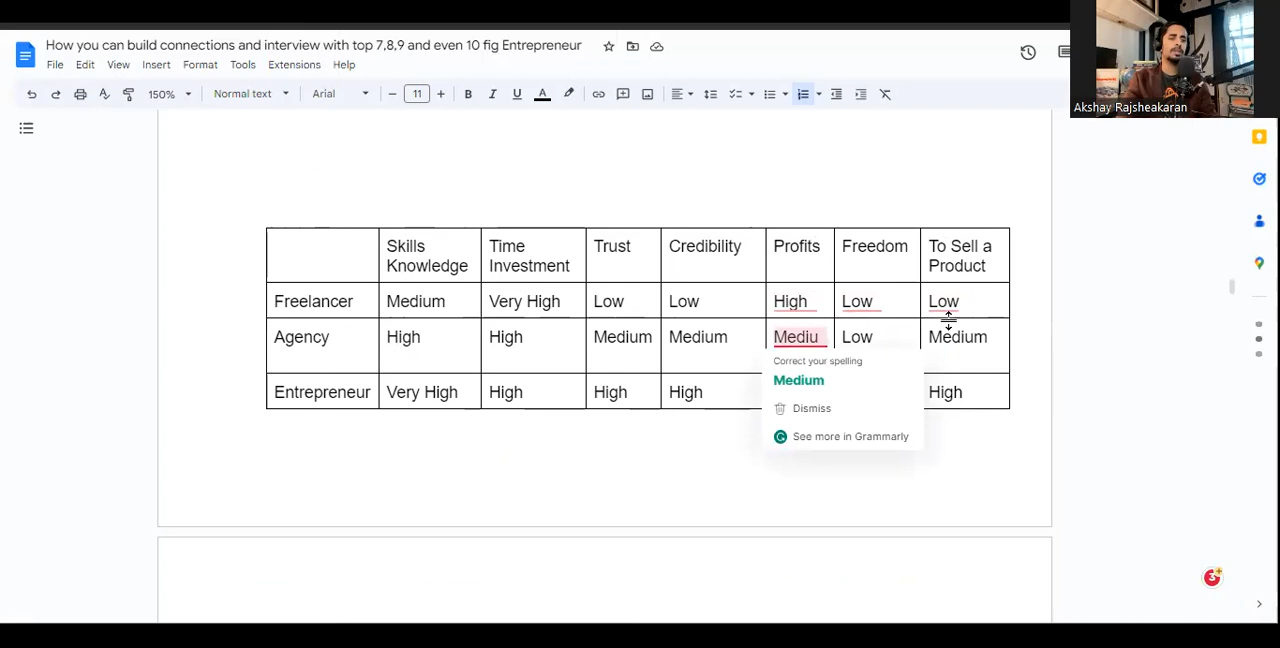 How you can build connections and interview with top 7,8,9 and even 10 fig Entrepreneur
File Edit View Insert Format Tools Extensions Help
150% Normal text Arial 11
Akshay Rajsheakaran
Skills Knowledge Time Investment Trust Credibility Profits Freedom To Sell a Product
Freelancer Medium Very High Low Low High Low Low
Agency High High Medium Medium Mediu Low Medium
Correct your spelling
Medium
Entrepreneur Very High High High High High
Dismiss
See more in Grammarly
3